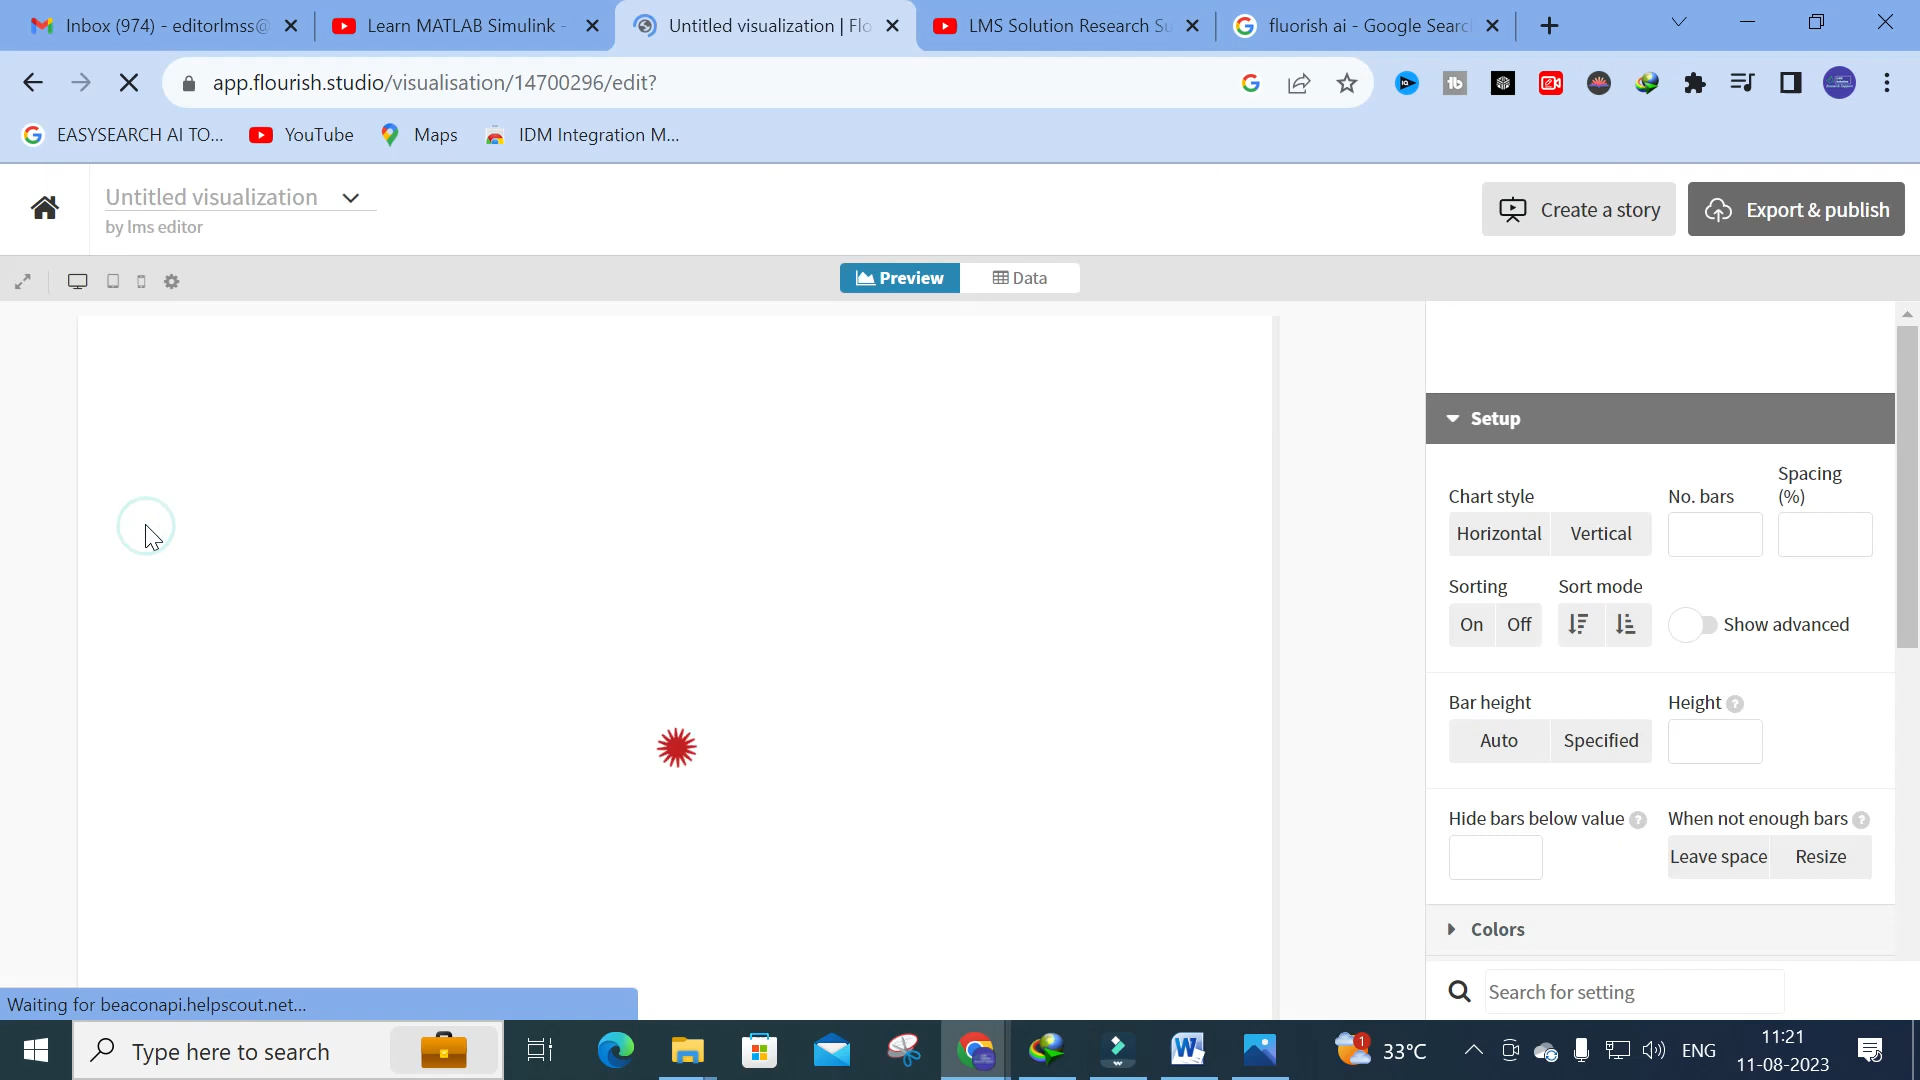 Inbox (974) - editorlmss@
Learn MATLAB Simulink -
Untitled visualization | Flo
LMS Solution Research Su
fluorish ai - Google Searc
app.flourish.studio/visualisation/14700296/edit?
EASYSEARCH AI TO...
YouTube
Maps
IDM Integration M...
Untitled visualization
by lms editor
Create a story
Export & publish
Preview
Data
Setup
Chart style
No. bars
Spacing (%)
Horizontal
Vertical
Sorting
Sort mode
On
Off
Show advanced
Bar height
Height
Auto
Specified
Hide bars below value
When not enough bars
Leave space
Resize
Colors
Search for setting
Waiting for beaconapi.helpscout.net...
Type here to search
1
33°C
ENG
11:21
11-08-2023